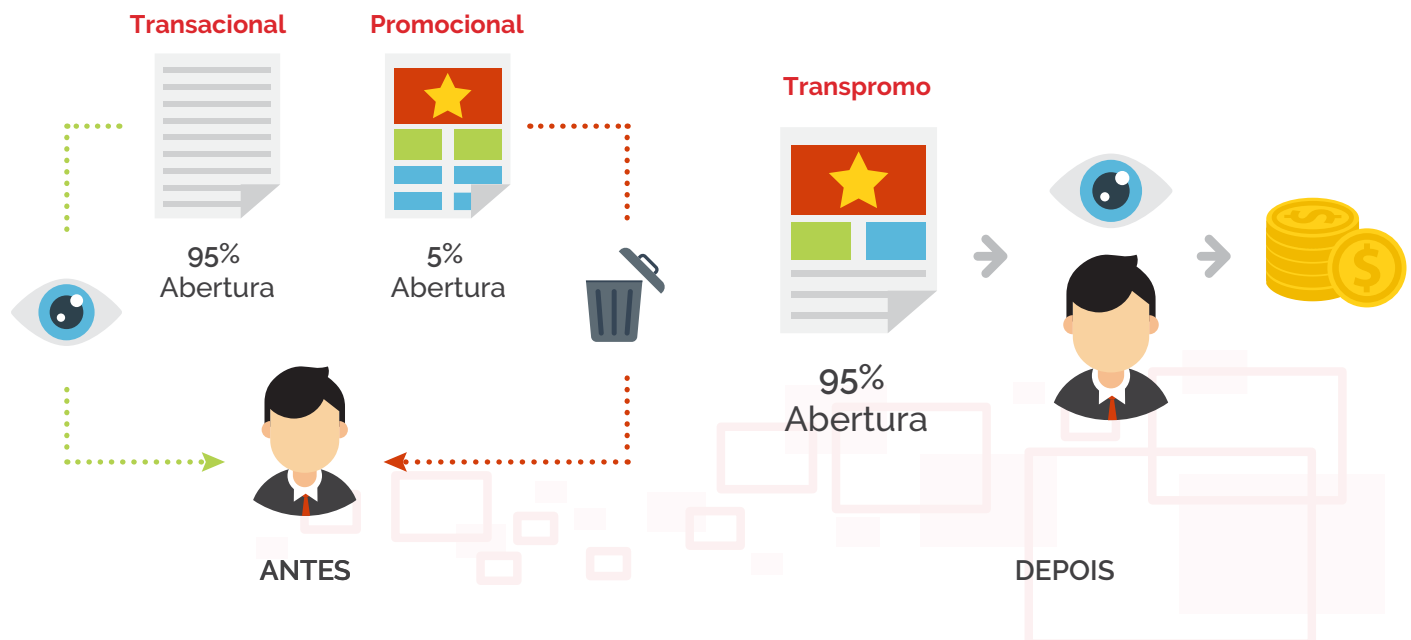 Transacional
Promocional
95%
Abertura
5%
Abertura
ANTES
Transpromo
95%
Abertura
DEPOIS